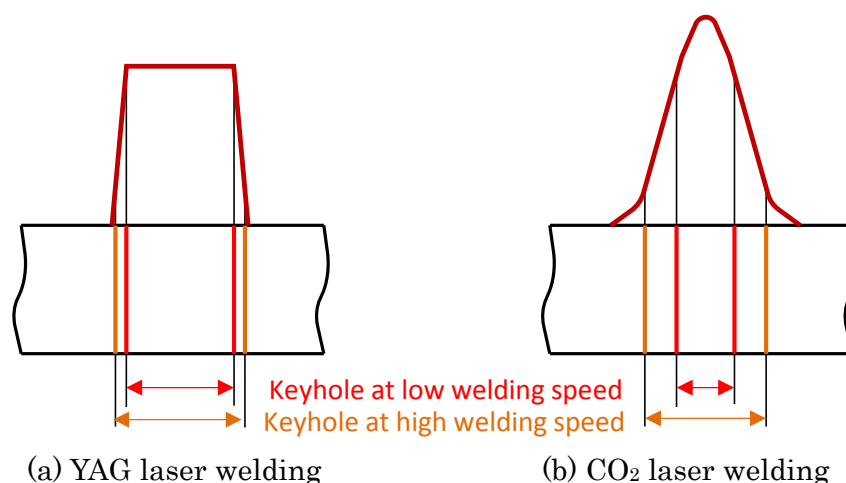 Keyhole at low welding speed
Keyhole at high welding speed
(a) YAG laser welding
(b) CO₂ laser welding